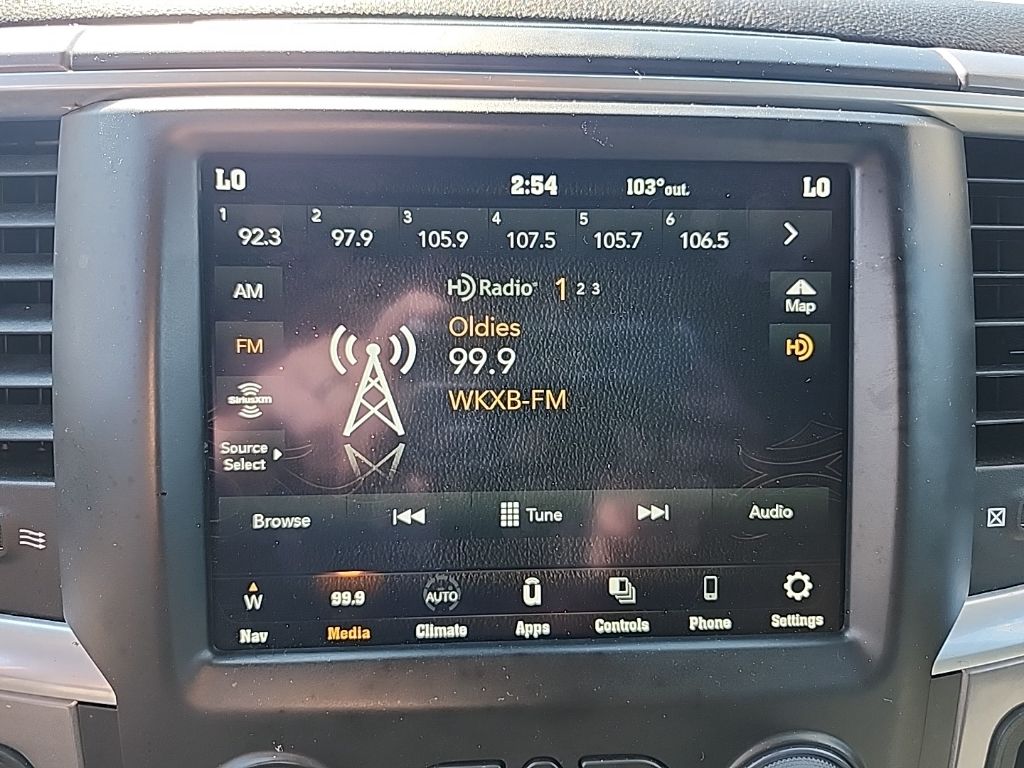 LO 2:54 103° out. LO
1 2 3 4 5 6
92.3 97.9 105.9 107.5 105.7 106.5
AM HD Radio 1 2 3 Map
Oldies
FM 99.9 HD
SiriusXM WKXB-FM
Source
Select
Browse Tune Audio
W 99.9 AUTO u
Nav Media Climate Apps Controls Phone Settings